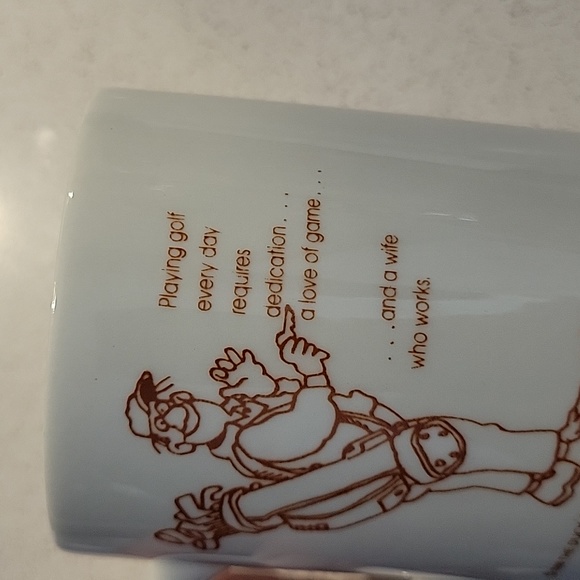 Playing golf
every day
requires
dedication. . . .
a love of game. . . .
. . . .and a wife
who works.